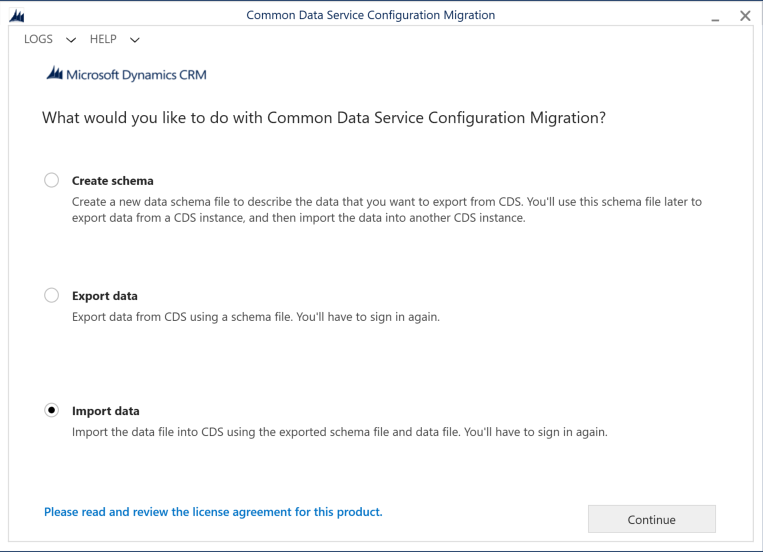 Common Data Service Configuration Migration
LOGS HELP
Microsoft Dynamics CRM
What would you like to do with Common Data Service Configuration Migration?
Create schema
Create a new data schema file to describe the data that you want to export from CDS. You'll use this schema file later to
export data from a CDS instance, and then import the data into another CDS instance.
Export data
Export data from CDS using a schema file. You'll have to sign in again.
Import data
Import the data file into CDS using the exported schema file and data file. You'll have to sign in again.
Please read and review the license agreement for this product.
Continue